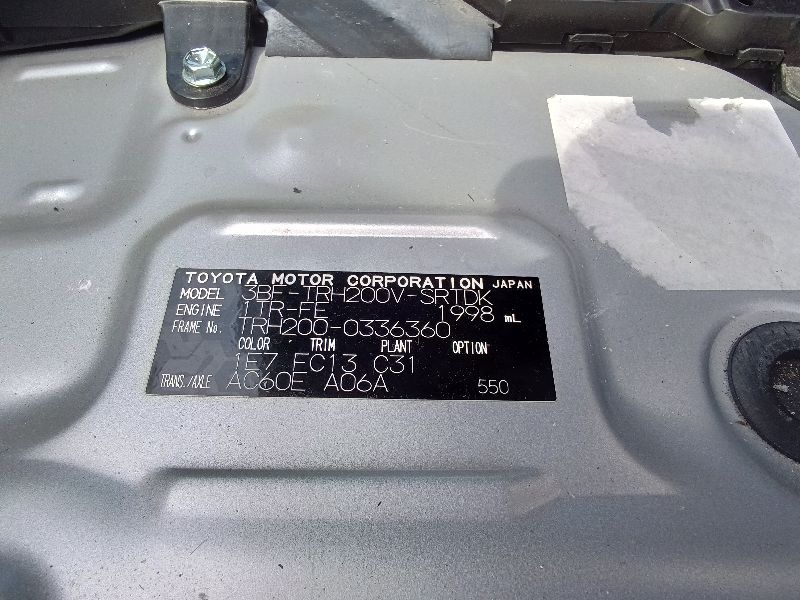 TOYOTA MOTOR CORPORATION JAPAN
MODEL 3BF-TRH200V-SRTDK
ENGINE 1TR-FE 1998 mL
FRAME No. TRH200-0336360
COLOR TRIM PLANT OPTION
1E7 EC13 C31
TRANS./AXLE AC60E A06A 550